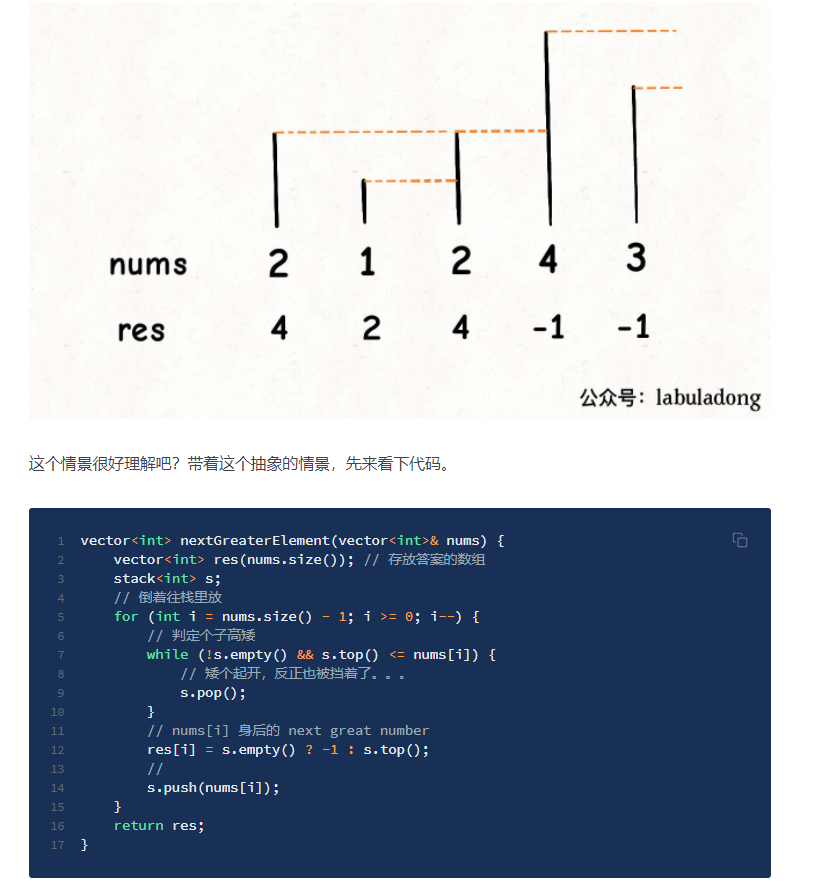 nums 2 1 2 4 3
res 4 2 4 -1 -1
公众号：labuladong
这个情景很好理解吧？带着这个抽象的情景，先来看下代码。
1 vector<int> nextGreaterElement(vector<int>& nums) {
2     vector<int> res(nums.size()); // 存放答案的数组
3     stack<int> s;
4     // 倒着往栈里放
5     for (int i = nums.size() - 1; i >= 0; i--) {
6         // 判定个子高矮
7         while (!s.empty() && s.top() <= nums[i]) {
8             // 矮个起开，反正也被挡着了。。。
9             s.pop();
10         }
11         // nums[i] 身后的 next great number
12         res[i] = s.empty() ? -1 : s.top();
13         //
14         s.push(nums[i]);
15     }
16     return res;
17 }